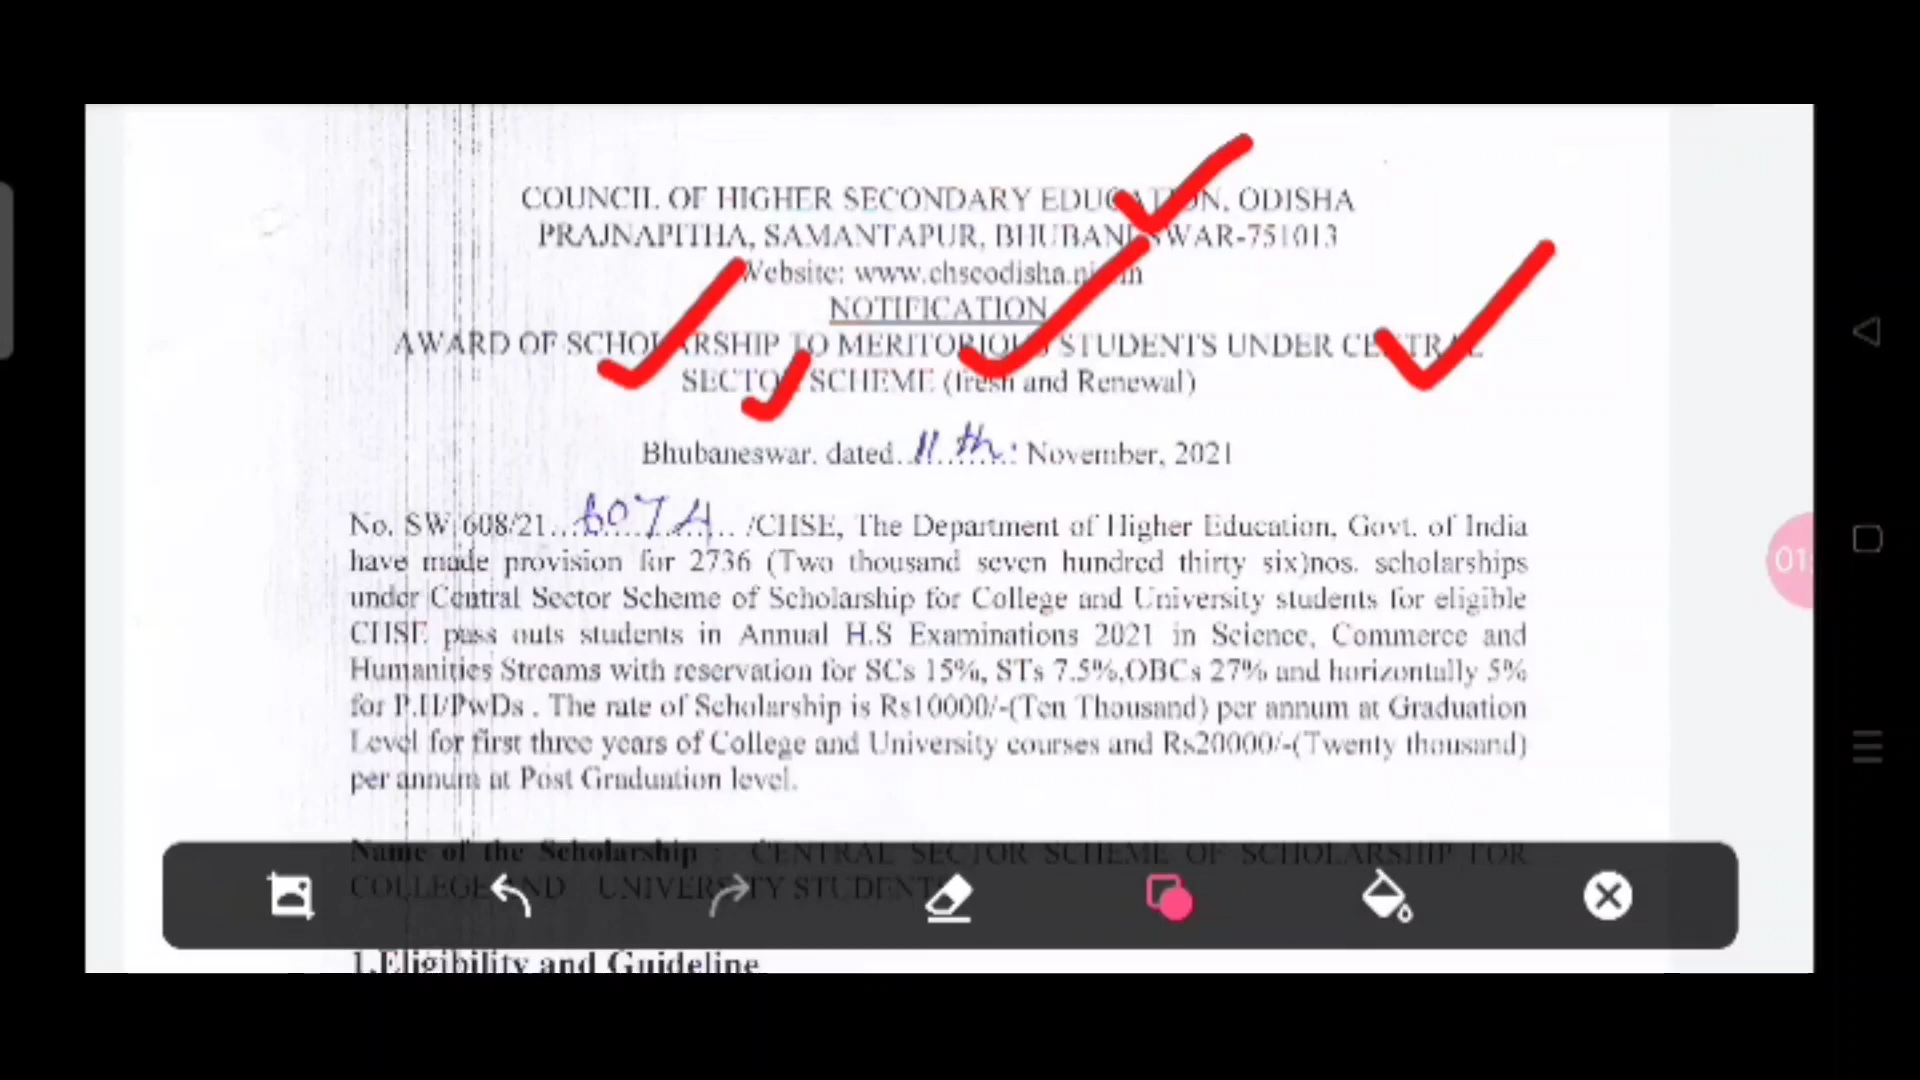 COUNCIL OF HIGHER SECONDARY EDUCATION, ODISHA
PRAJNAPITHA, SAMANTAPUR, BHUBANESWAR-751013
Website: www.chseodisha.nic.in
NOTIFICATION
AWARD OF SCHOLARSHIP TO MERITORIOUS STUDENTS UNDER CENTRAL
SECTOR SCHEME (fresh and Renewal)
Bhubaneswar, dated..11th..: November, 2021
No. SW 608/21...6074.../CHSE, The Department of Higher Education, Govt. of India
have made provision for 2736 (Two thousand seven hundred thirty six)nos. scholarships
under Central Sector Scheme of Scholarship for College and University students for eligible
CHSE pass outs students in Annual H.S Examinations 2021 in Science, Commerce and
Humanities Streams with reservation for SCs 15%, STs 7.5%,OBCs 27% and horizontally 5%
for P.H/PwDs . The rate of Scholarship is Rs10000/-(Ten Thousand) per annum at Graduation
Level for first three years of College and University courses and Rs20000/-(Twenty thousand)
per annum at Post Graduation level.
Name of the Scholarship : CENTRAL SECTOR SCHEME OF SCHOLARSHIP FOR
COLLEGE AND UNIVERSITY STUDENTS
1.Eligibility and Guideline